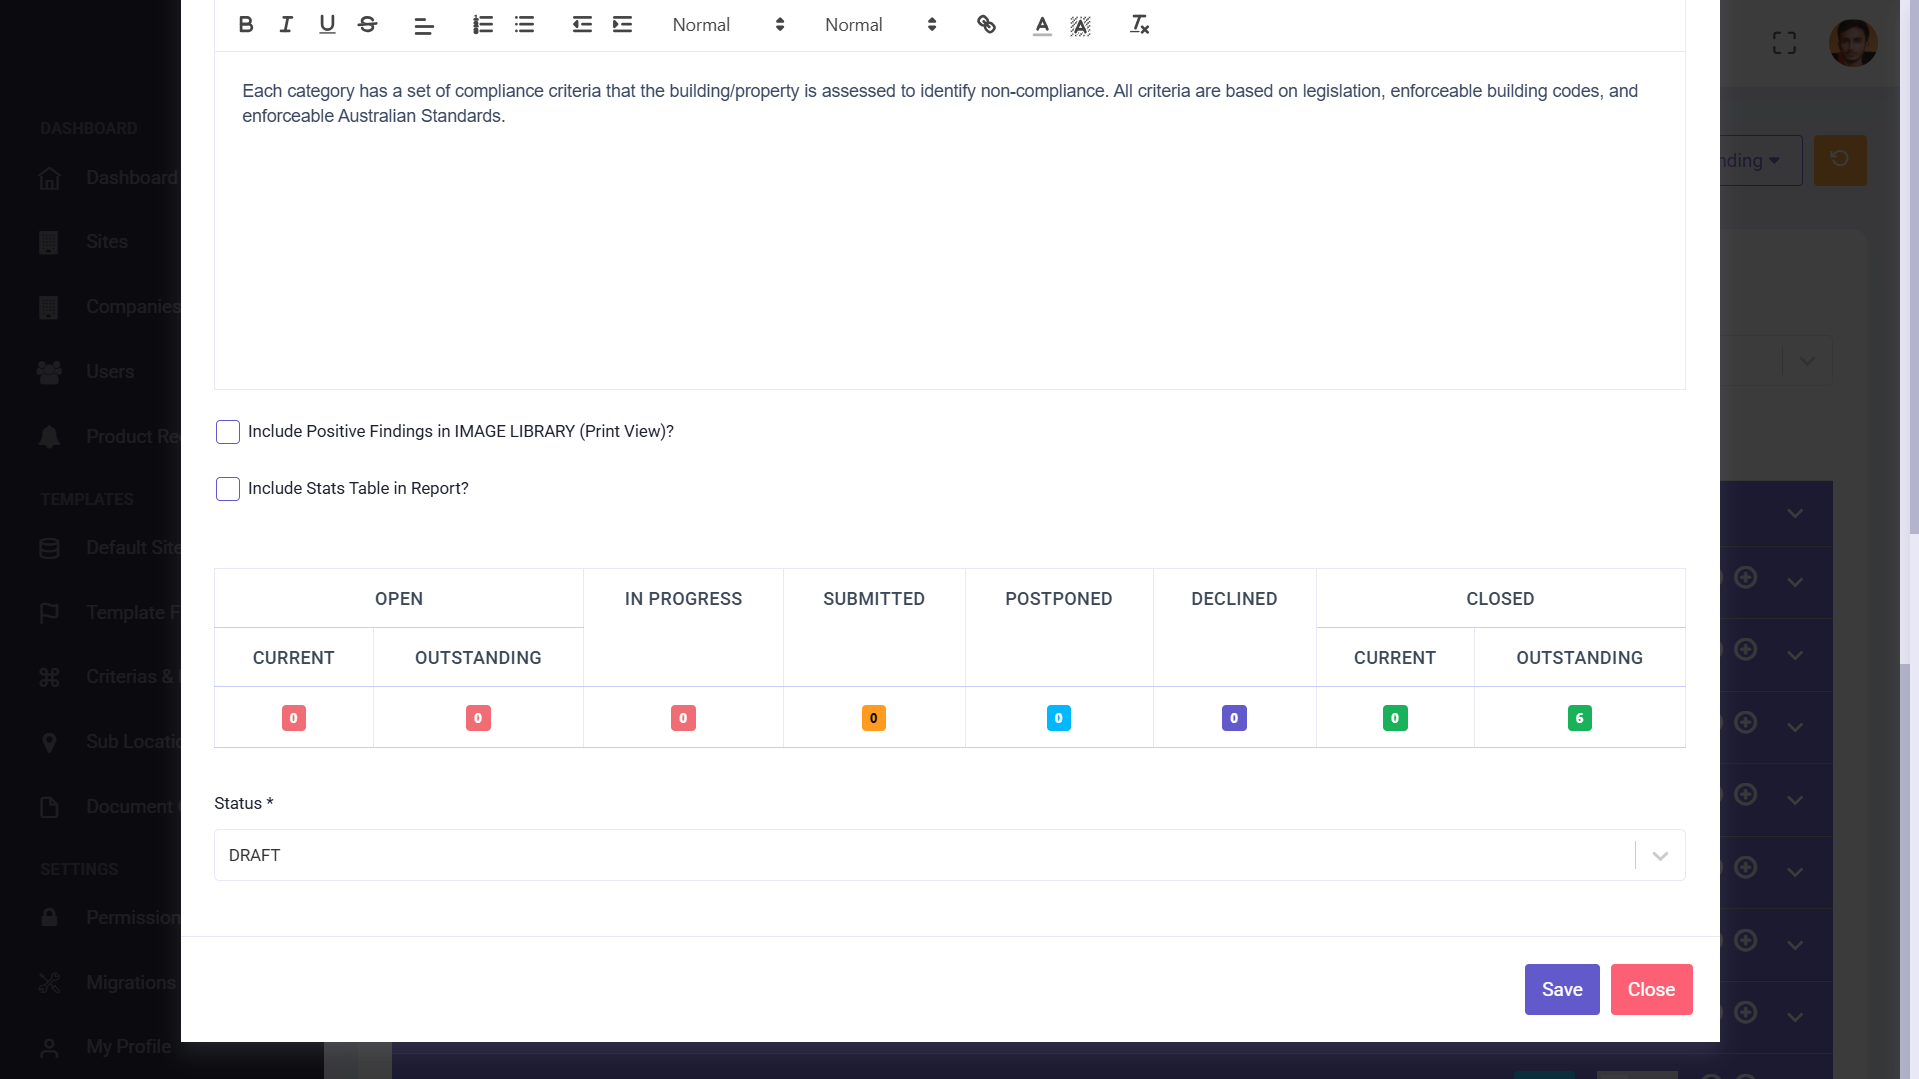 Normal Normal
Each category has a set of compliance criteria that the building/property is assessed to identify non-compliance. All criteria are based on legislation, enforceable building codes, and
enforceable Australian Standards.
DASHBOARD
Dashboard
Sites
Companies
Users
Product Re
TEMPLATES
Default Site
Template F
Criterias &
Sub Locatio
Document
SETTINGS
Permission
Migrations
My Profile
nding
Include Positive Findings in IMAGE LIBRARY (Print View)?
Include Stats Table in Report?
OPEN IN PROGRESS SUBMITTED POSTPONED DECLINED CLOSED
CURRENT OUTSTANDING CURRENT OUTSTANDING
0 0 0 0 0 0 0 6
Status *
DRAFT
Save Close